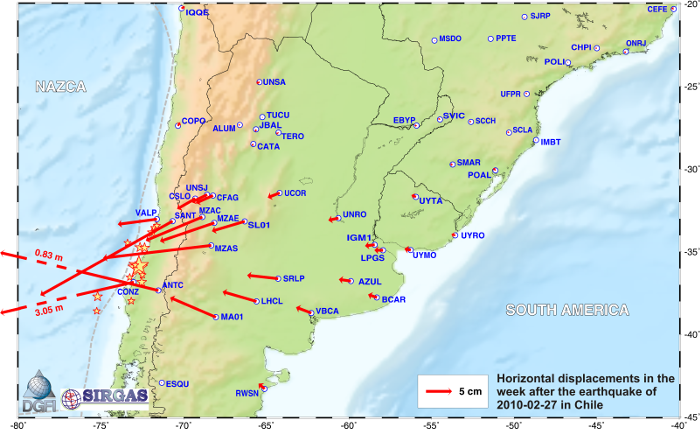 -20°
-25°
-30°
-35°
-40°
-45°
NAZCA
IQQE
UNSA
COPO
ALUM
TUCU
JBAL
TERO
CATA
UNSJ
CSLO
CFAG
UCOR
MZAC
VALP
SANT
MZAE
SL01
MZAS
0.83 m
3.05 m
CONZ
ANTC
MA01
LHCL
SRLP
VBCA
ESQU
RWSN
UNRO
IGM1
LPGS
AZUL
BCAR
UYMO
UYTA
UYRO
SJRP
CEFE
MSDO
PPTE
CHPI
ONRJ
POLI
UFPR
EBYP
SVIC
SCCH
SCLA
IMBT
SMAR
POAL
SOUTH AMERICA
DGFI
SIRGAS
5 cm
Horizontal displacements in the
week after the earthquake of
2010-02-27 in Chile
-80°
-75°
-70°
-65°
-60°
-55°
-50°
-45°
-40°